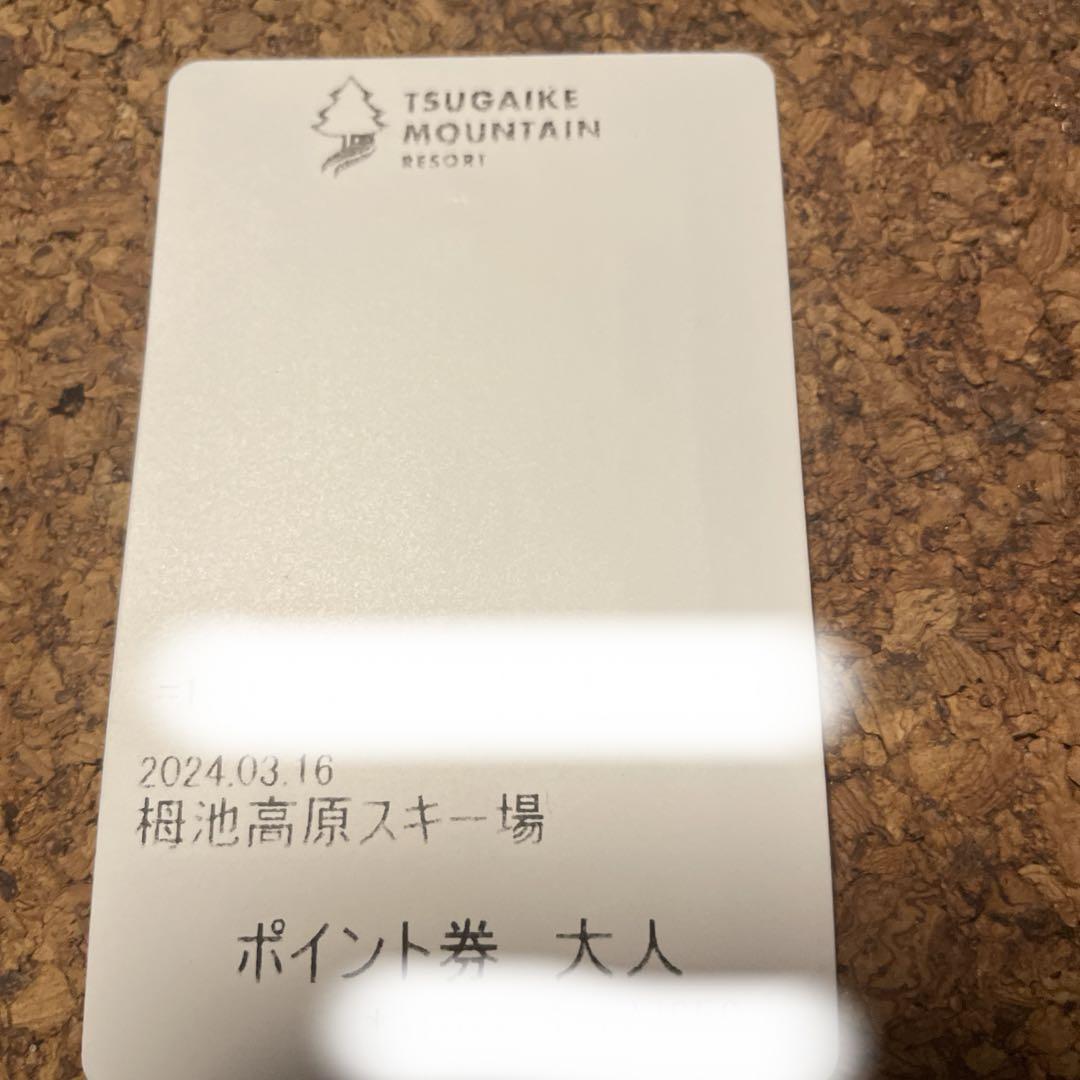 TSUGAIKE
MOUNTAIN
RESORT
2024.03.16
栂池高原スキー場
ポイント券 大人